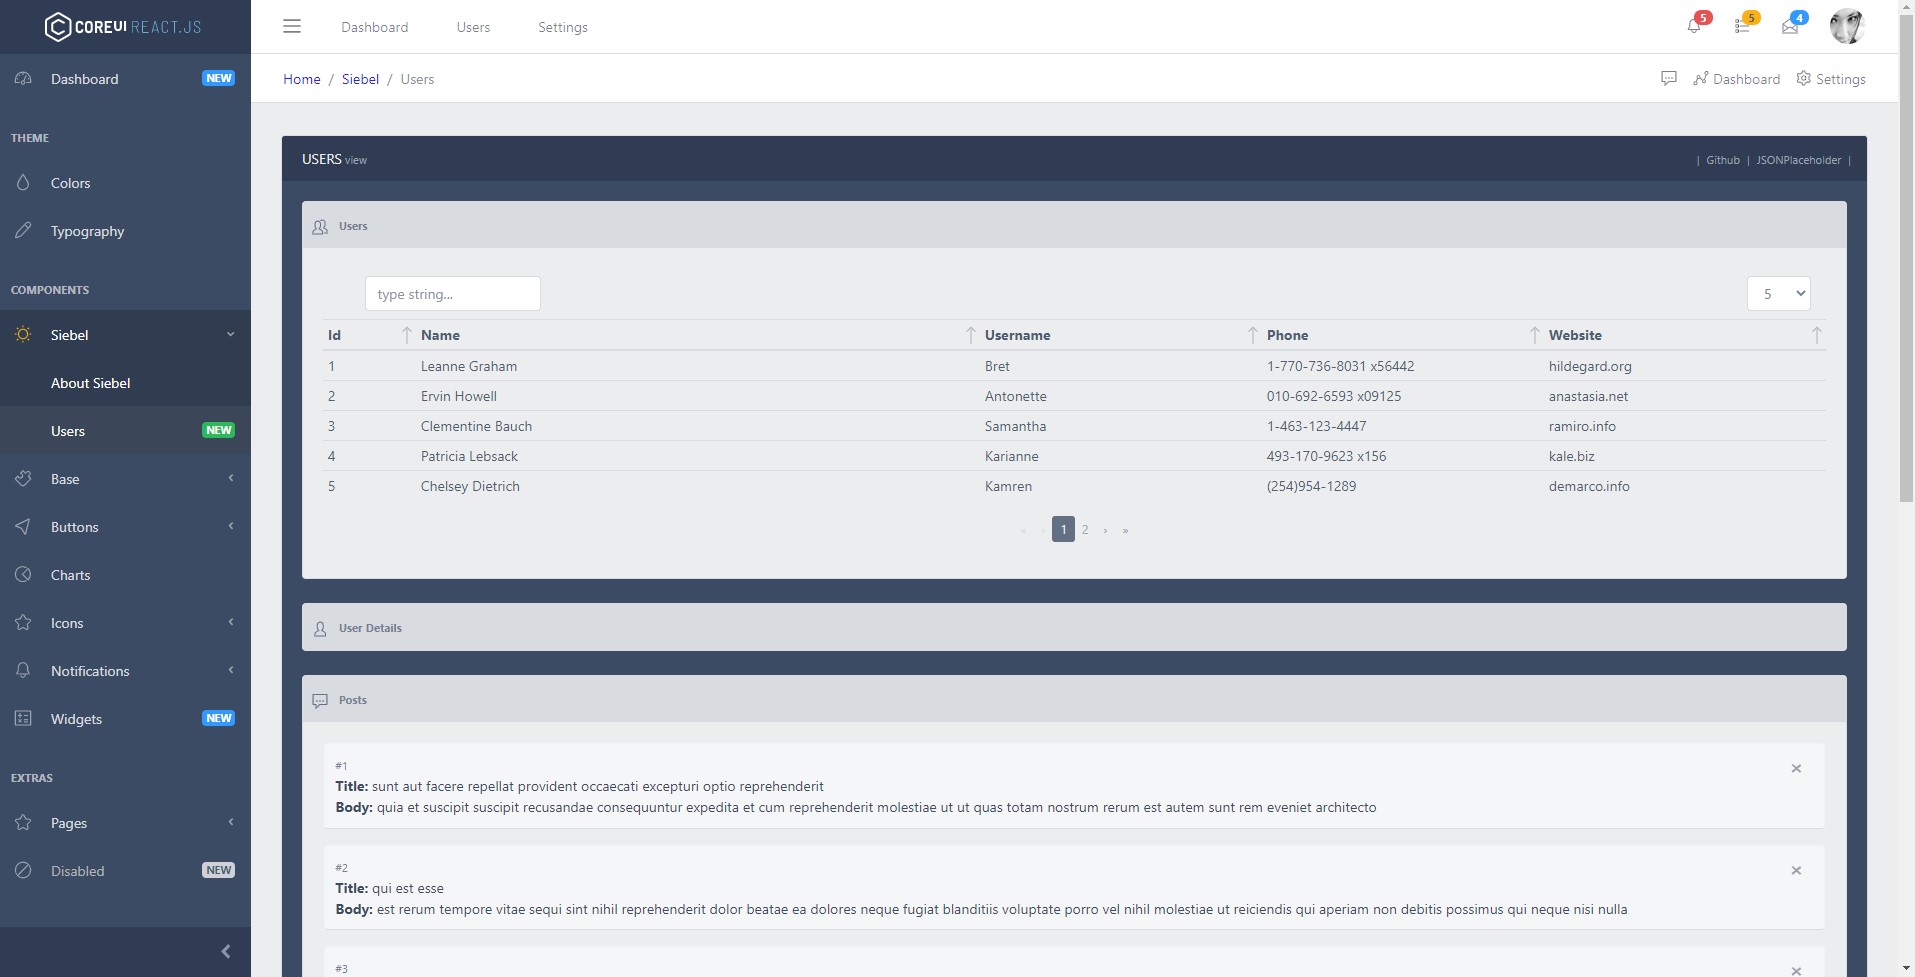 COREUI REACT.JS
Dashboard NEW
THEME
Colors
Typography
COMPONENTS
Siebel
About Siebel
Users NEW
Base
Buttons
Charts
Icons
Notifications
Widgets NEW
EXTRAS
Pages
Disabled NEW
Dashboard Users Settings
5 5 4
Home / Siebel / Users
Dashboard Settings
USERS view
| Github | JSONPlaceholder |
Users
type string...
5
Id Name Username Phone Website
1 Leanne Graham Bret 1-770-736-8031 x56442 hildegard.org
2 Ervin Howell Antonette 010-692-6593 x09125 anastasia.net
3 Clementine Bauch Samantha 1-463-123-4447 ramiro.info
4 Patricia Lebsack Karianne 493-170-9623 x156 kale.biz
5 Chelsey Dietrich Kamren (254)954-1289 demarco.info
« ‹ 1 2 › »
User Details
Posts
#1
Title: sunt aut facere repellat provident occaecati excepturi optio reprehenderit
Body: quia et suscipit suscipit recusandae consequuntur expedita et cum reprehenderit molestiae ut ut quas totam nostrum rerum est autem sunt rem eveniet architecto
#2
Title: qui est esse
Body: est rerum tempore vitae sequi sint nihil reprehenderit dolor beatae ea dolores neque fugiat blanditiis voluptate porro vel nihil molestiae ut reiciendis qui aperiam non debitis possimus qui neque nisi nulla
#3